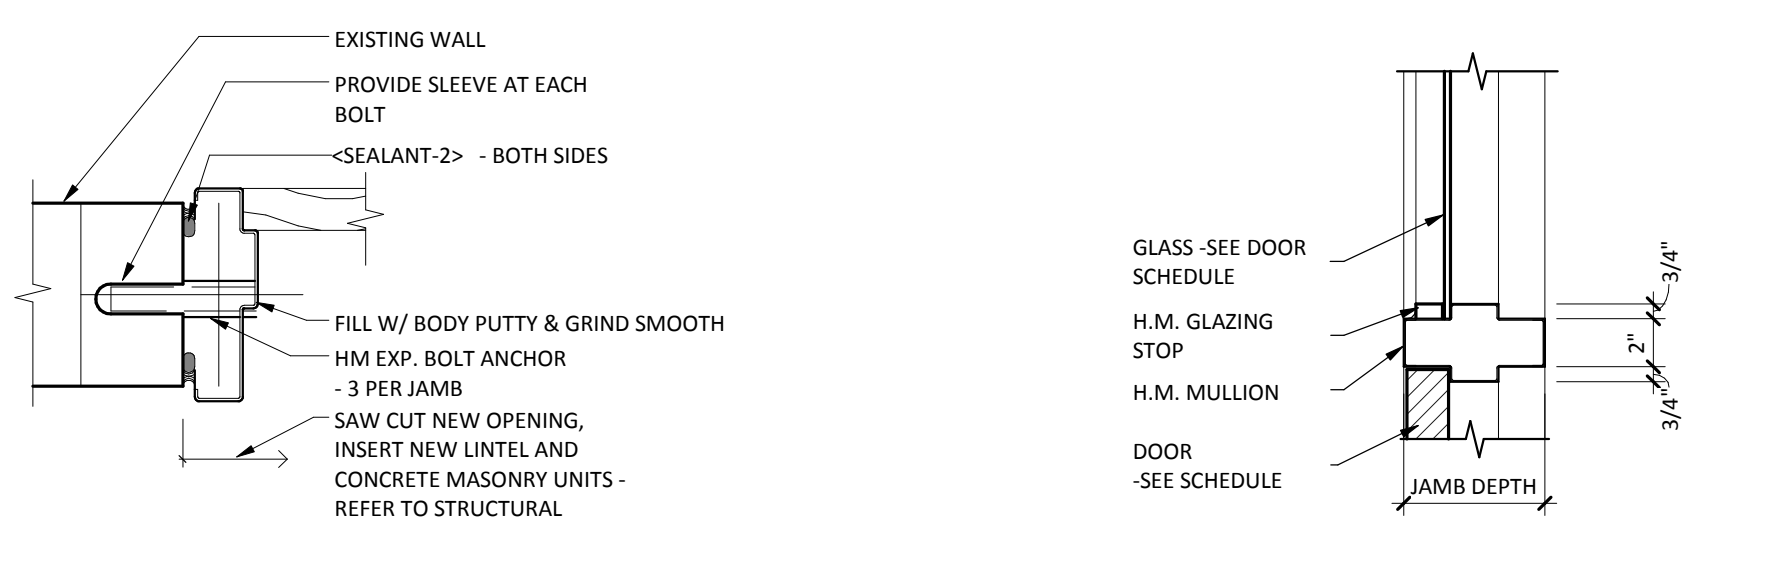 EXISTING WALL
PROVIDE SLEEVE AT EACH
BOLT
<SEALANT-2> - BOTH SIDES
FILL W/ BODY PUTTY & GRIND SMOOTH
HM EXP. BOLT ANCHOR
- 3 PER JAMB
SAW CUT NEW OPENING,
INSERT NEW LINTEL AND
CONCRETE MASONRY UNITS -
REFER TO STRUCTURAL
GLASS -SEE DOOR
SCHEDULE
H.M. GLAZING
STOP
H.M. MULLION
DOOR
-SEE SCHEDULE
JAMB DEPTH
3/4"
2"
3/4"